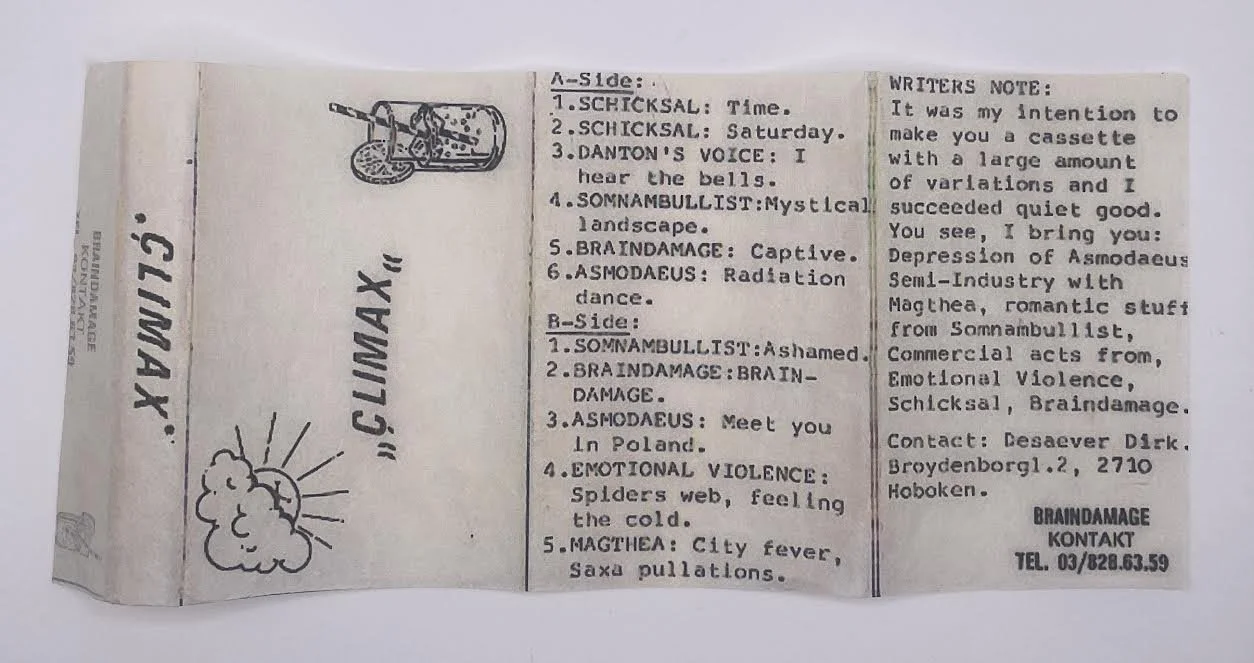 BRAINDAMAGE
KONTAKT
"CLIMAX"
„CLIMAX“
A-Side:
1.SCHICKSAL: Time.
2.SCHICKSAL: Saturday.
3.DANTON'S VOICE: I
hear the bells.
4.SOMNAMBULLIST:Mystical
landscape.
5.BRAINDAMAGE: Captive.
6.ASMODAEUS: Radiation
dance.
B-Side:
1.SOMNAMBULLIST:Ashamed.
2.BRAINDAMAGE:BRAIN-
DAMAGE.
3.ASMODAEUS: Meet you
in Poland.
4.EMOTIONAL VIOLENCE:
Spiders web, feeling
the cold.
5.MAGTHEA: City fever,
Saxa pullations.
WRITERS NOTE:
It was my intention to
make you a cassette
with a large amount
of variations and I
succeeded quiet good.
You see, I bring you:
Depression of Asmodaeus
Semi-Industry with
Magthea, romantic stuff
from Somnambullist,
Commercial acts from,
Emotional Violence,
Schicksal, Braindamage.
Contact: Desaever Dirk.
Broydenborgl.2, 2710
Hoboken.
BRAINDAMAGE
KONTAKT
TEL. 03/828.63.59